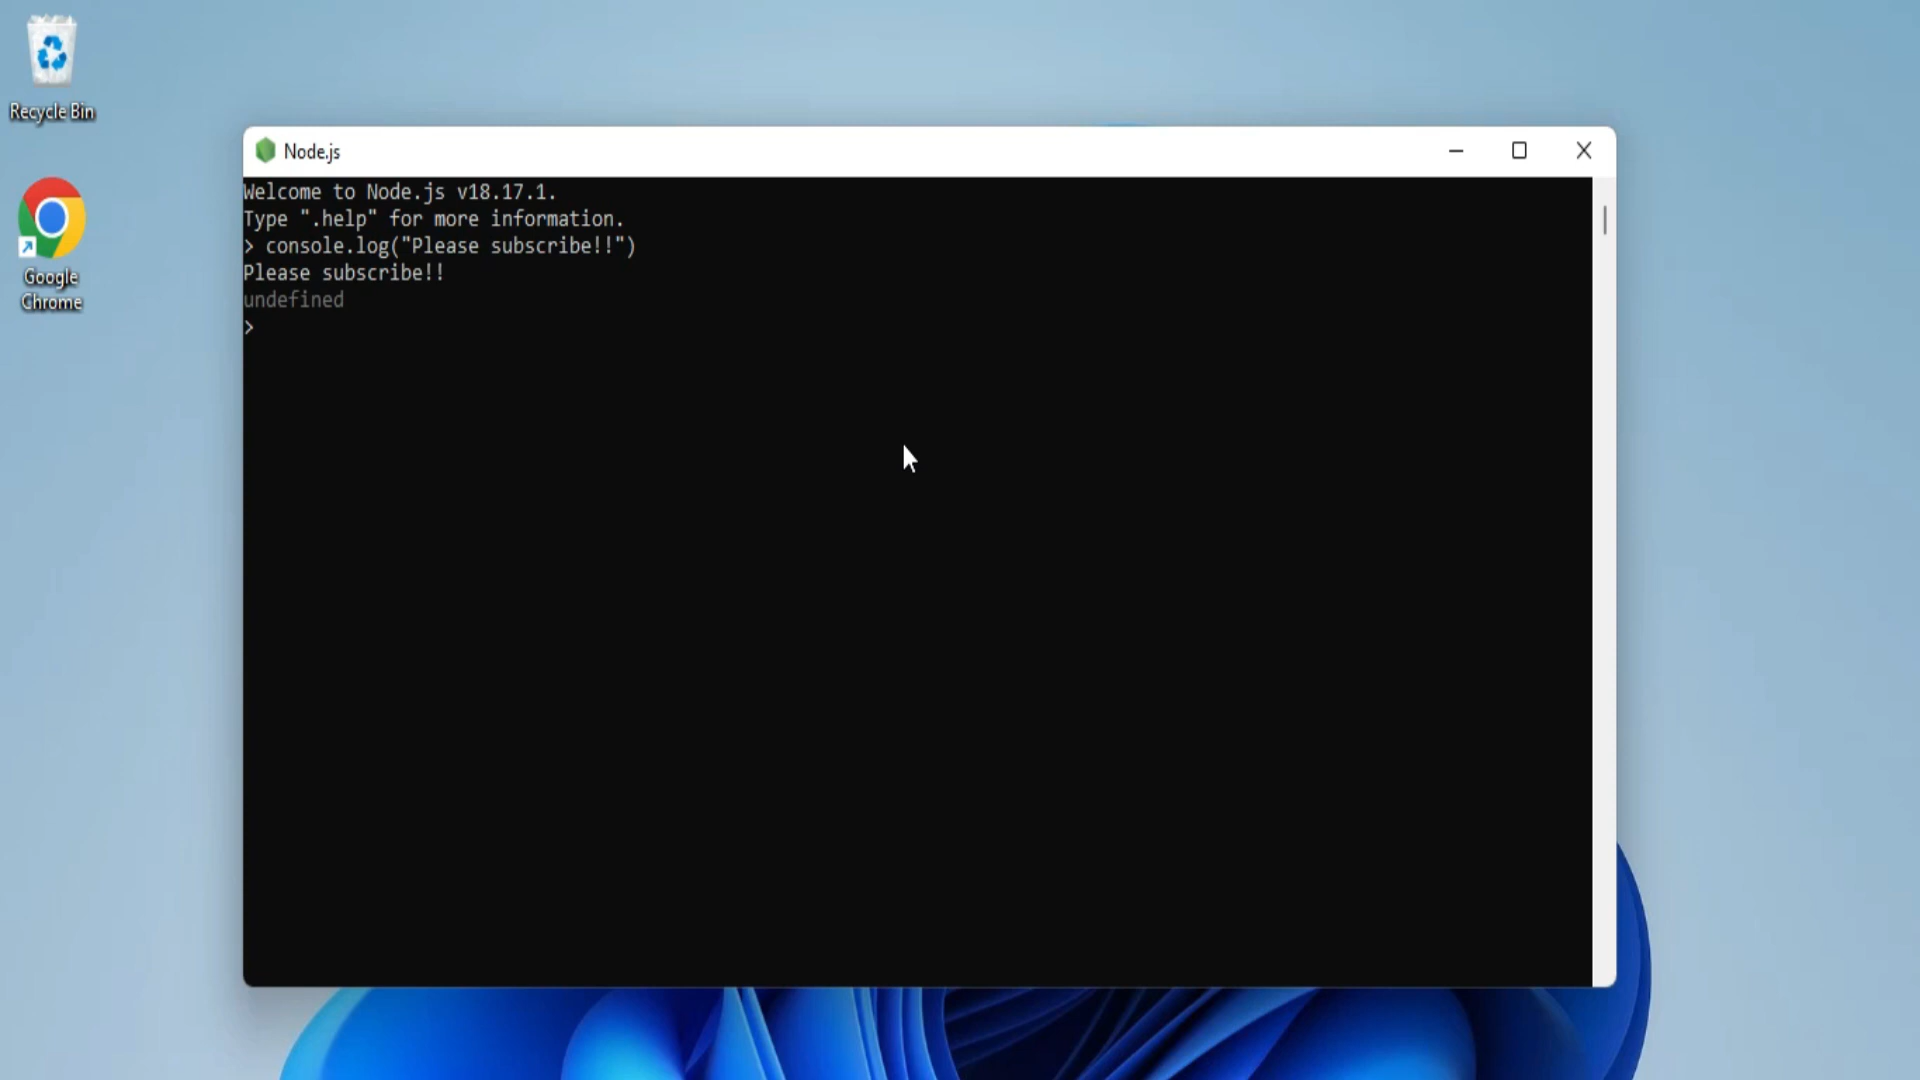 Recycle Bin
Google
Chrome
Node.js
Welcome to Node.js v18.17.1.
Type ".help" for more information.
> console.log("Please subscribe!!")
Please subscribe!!
undefined
>